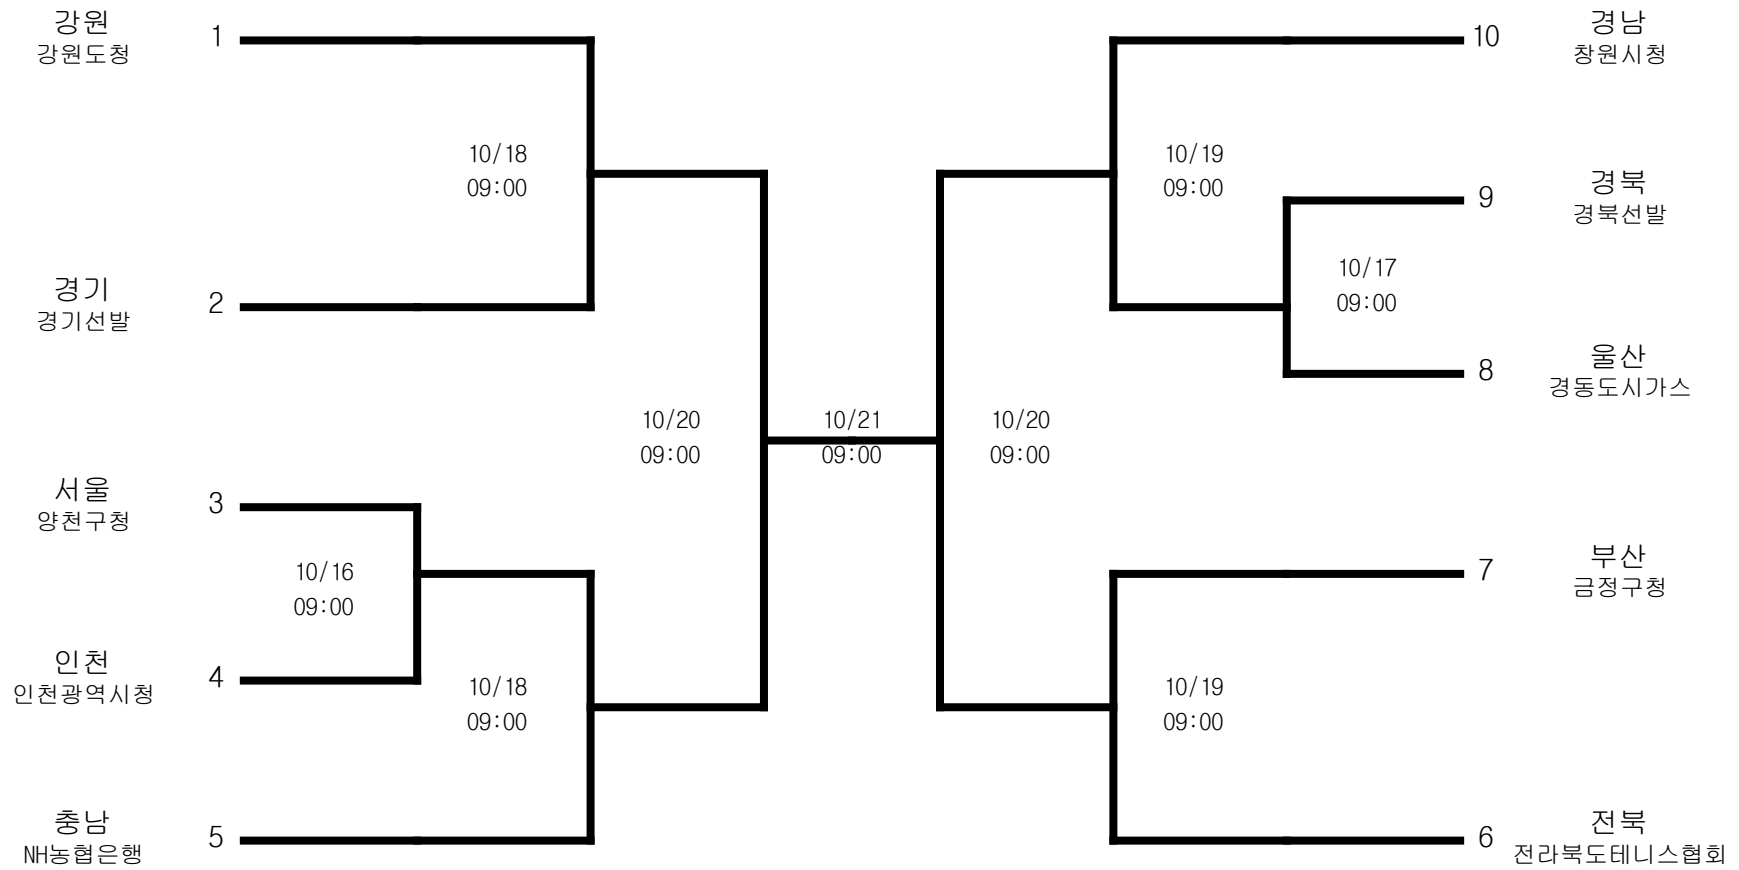 강원
강원도청
1
10
경남
창원시청
10/18
09:00
10/19
09:00
9
경북
경북선발
경기
경기선발
2
10/17
09:00
8
울산
경동도시가스
10/20
09:00
10/21
09:00
10/20
09:00
서울
양천구청
3
10/16
09:00
7
부산
금정구청
인천
인천광역시청
4
10/18
09:00
10/19
09:00
충남
NH농협은행
5
6
전북
전라북도테니스협회